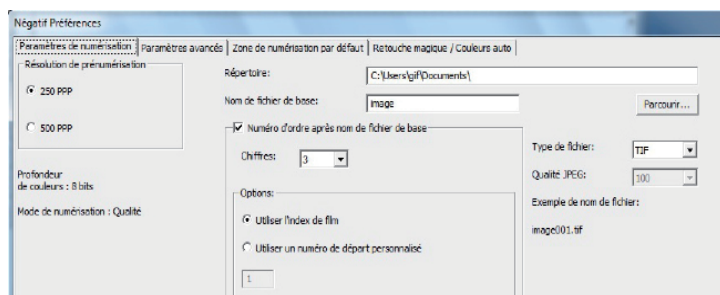 Négatif Préférences
Paramètres de numérisation Paramètres avancés Zone de numérisation par défaut Retouche magique / Couleurs auto
Résolution de prénumérisation
250 PPP
500 PPP
Profondeur
de couleurs : 8 bits
Mode de numérisation : Qualité
Répertoire: C:\Users\gif\Documents\
Nom de fichier de base: image Parcourir...
Numéro d'ordre après nom de fichier de base
Chiffres: 3
Options:
Utiliser l'index de film
Utiliser un numéro de départ personnalisé
1
Type de fichier: TIF
Qualité JPEG: 100
Exemple de nom de fichier:
image001.tif